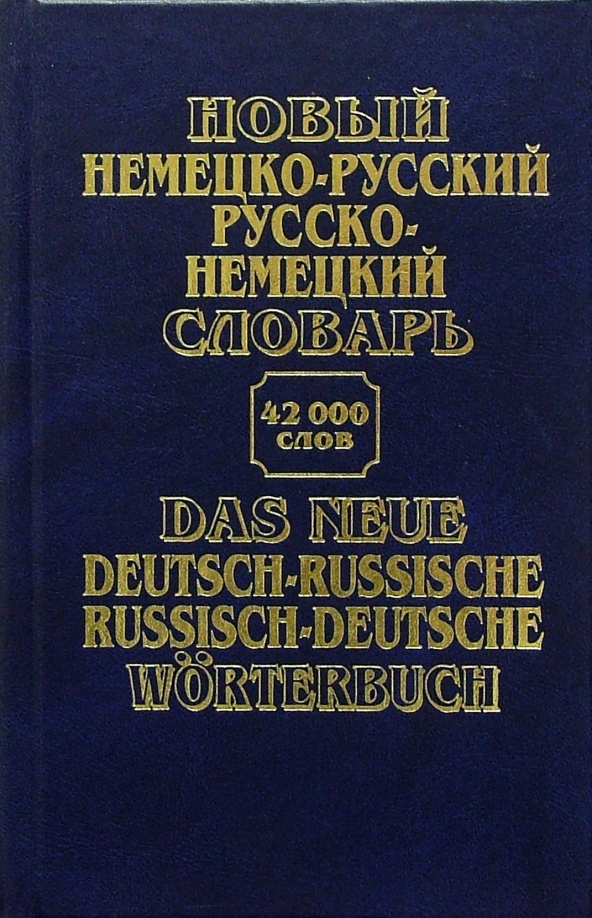 НОВЫЙ
НЕМЕЦКО-РУССКИЙ
РУССКО-
НЕМЕЦКИЙ
СЛОВАРЬ
42 000
СЛОВ
DAS NEUE
DEUTSCH-RUSSISCHE
RUSSISCH-DEUTSCHE
WÖRTERBUCH